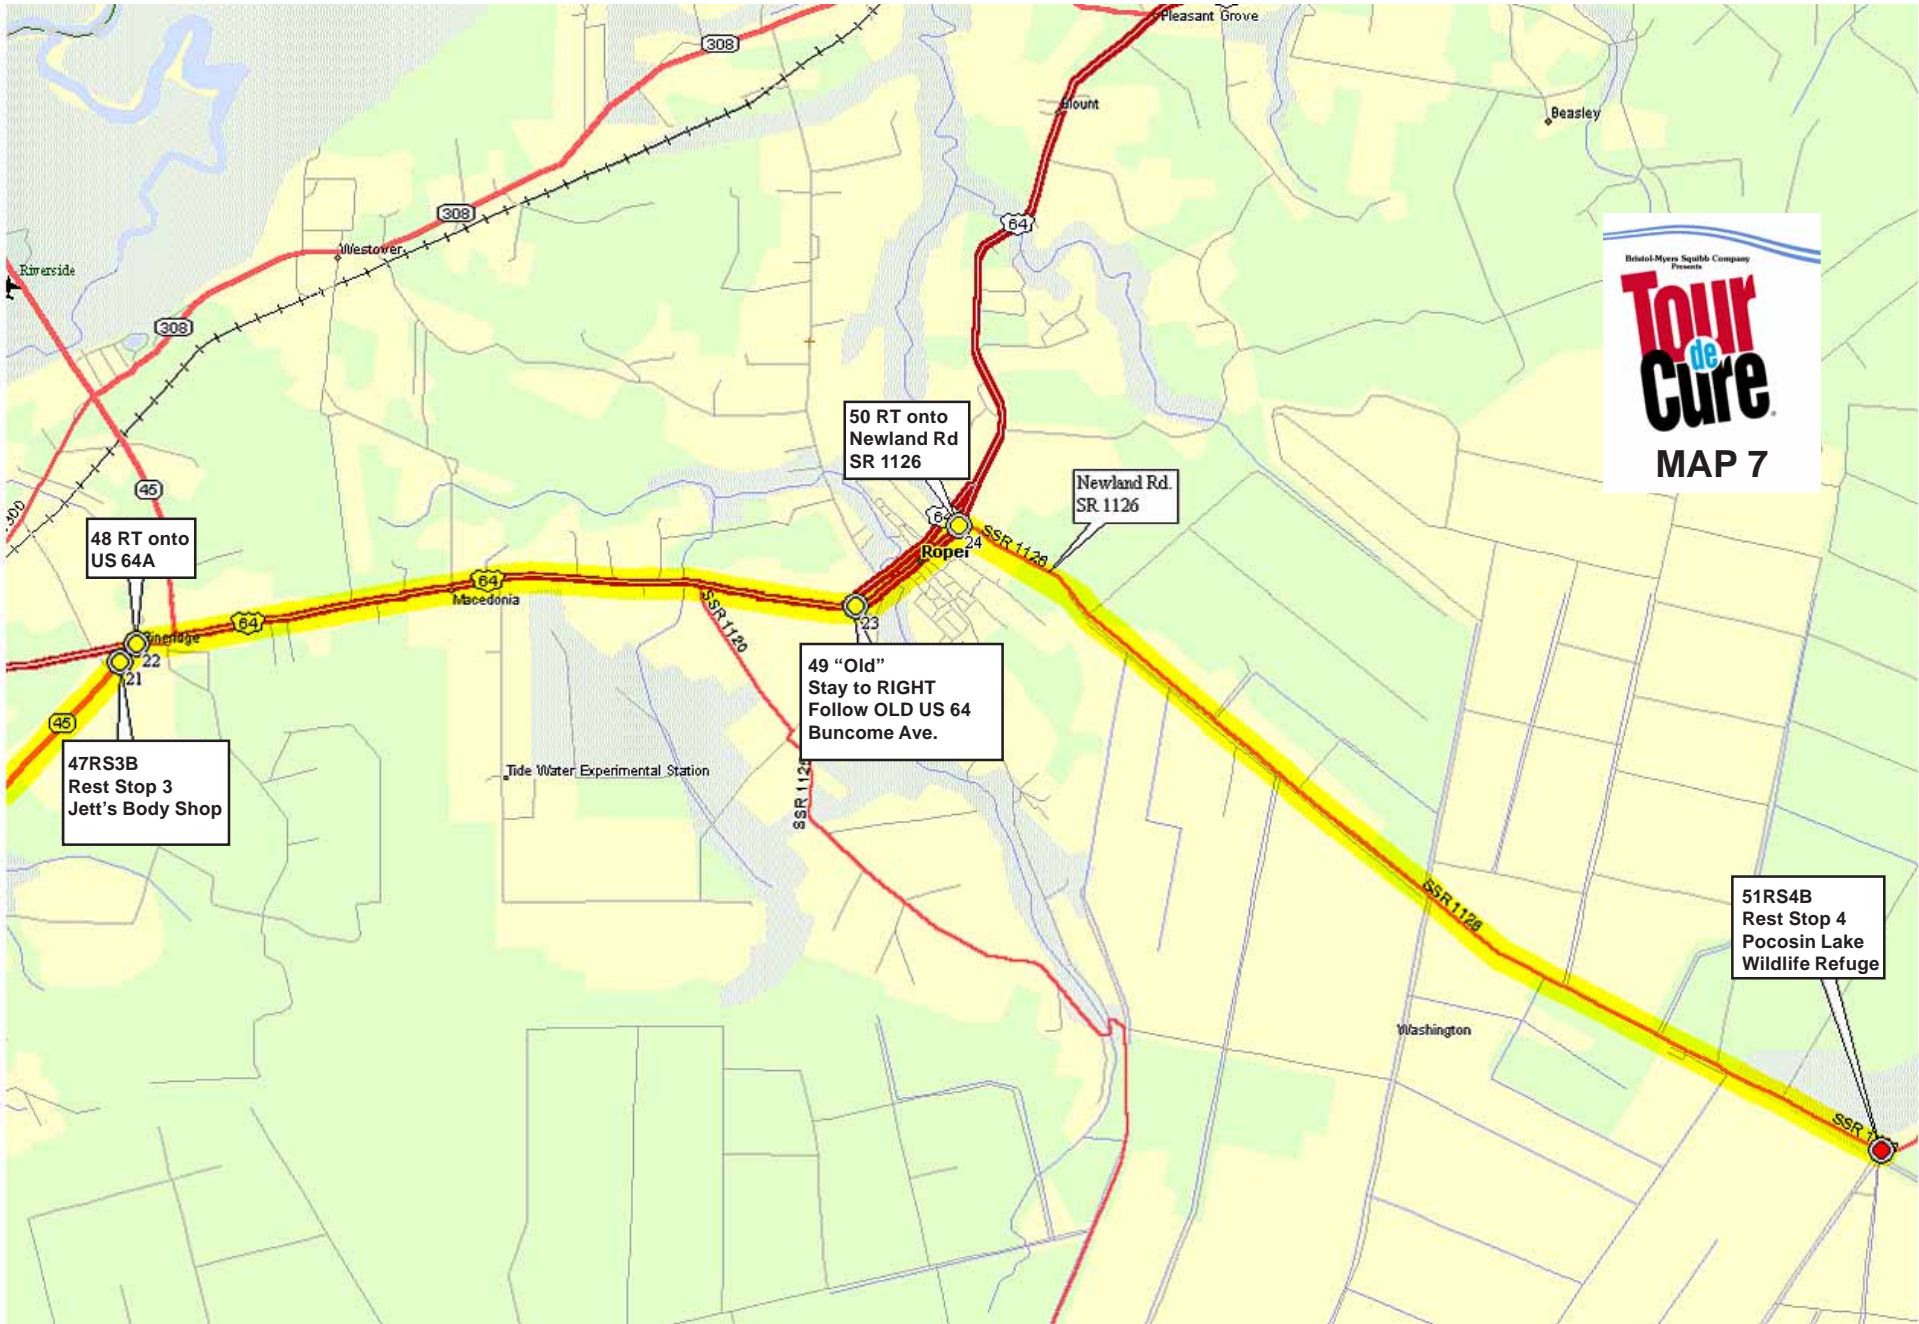 Pleasant Grove
308
Blount
Beasley
308
64
Westover
Riverside
308
Bristol-Myers Squibb Company
Presents
Tour
de
Cure
MAP 7
50 RT onto
Newland Rd
SR 1126
Newland Rd.
SR 1126
45
300
48 RT onto
US 64A
64
24
SSR 1126
Roper
64
Macedonia
SSR 1120
23
64
22
21
45
49 “Old”
Stay to RIGHT
Follow OLD US 64
Buncome Ave.
47RS3B
Rest Stop 3
Jett’s Body Shop
Tide Water Experimental Station
SSR 1126
51RS4B
Rest Stop 4
Pocosin Lake
Wildlife Refuge
Washington
SSR